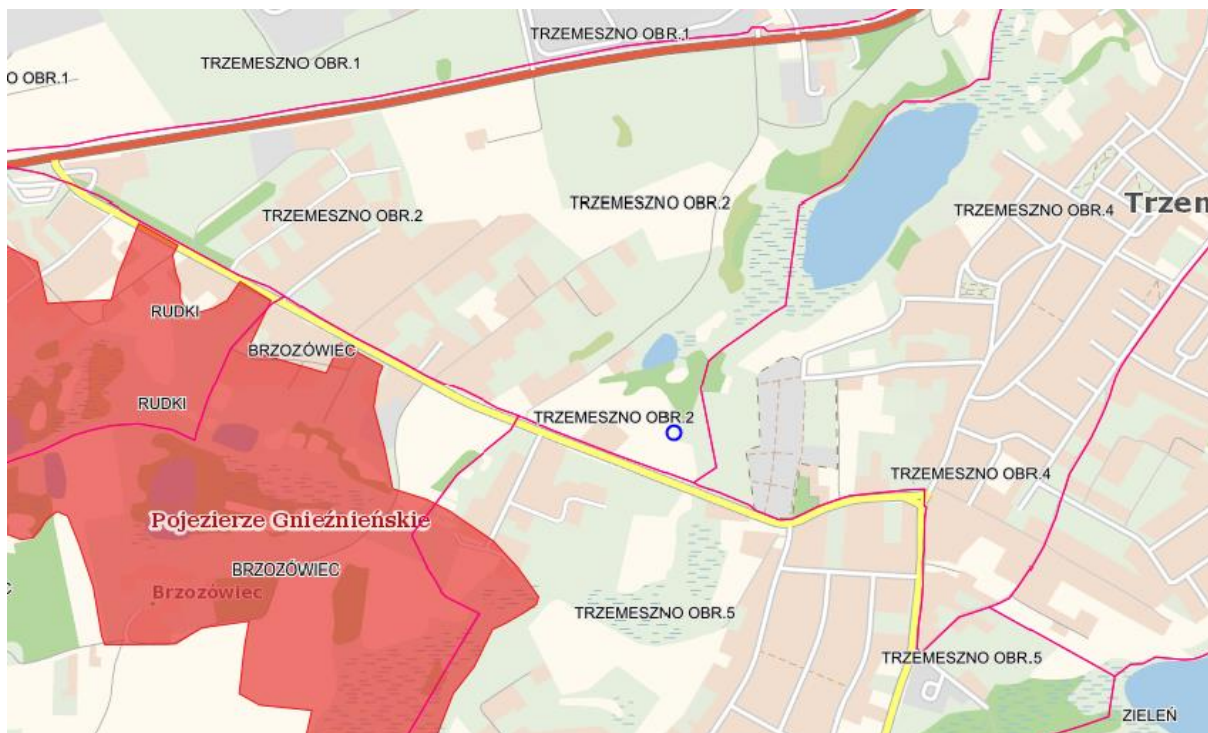 TRZEMESZNO OBR.1
TRZEMESZNO OBR.1
O OBR.1
TRZEMESZNO OBR.2
TRZEMESZNO OBR.2
TRZEMESZNO OBR.4
Trzem
RUDKI
BRZOZÓWIEC
RUDKI
TRZEMESZNO OBR.2
TRZEMESZNO OBR.4
Pojezierze Gnieźnieńskie
BRZOZÓWIEC
C
Brzozówiec
TRZEMESZNO OBR.5
TRZEMESZNO OBR.5
ZIELEŃ